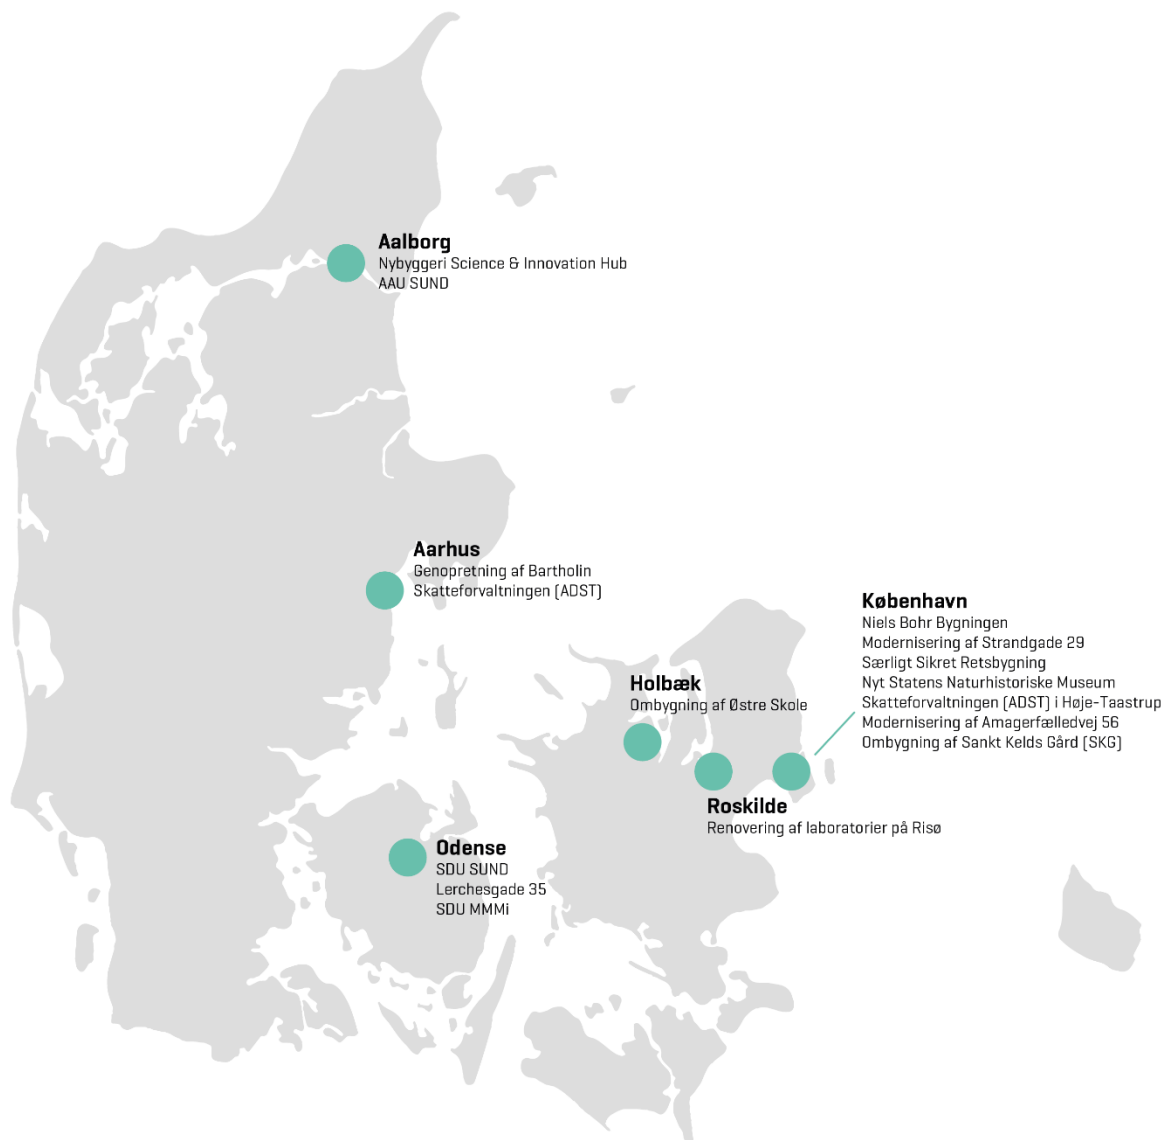 Aalborg
Nybyggeri Science & Innovation Hub
AAU SUND
Aarhus
Genopretning af Bartholin
Skatteforvaltningen (ADST)
København
Niels Bohr Bygningen
Modernisering af Strandgade 29
Særligt Sikret Retsbygning
Nyt Statens Naturhistoriske Museum
Skatteforvaltningen (ADST) i Høje-Taastrup
Modernisering af Amagerfælledvej 56
Ombygning af Sankt Kelds Gård (SKG)
Holbæk
Ombygning af Østre Skole
Roskilde
Renovering af laboratorier på Risø
Odense
SDU SUND
Lerchesgade 35
SDU MMMi